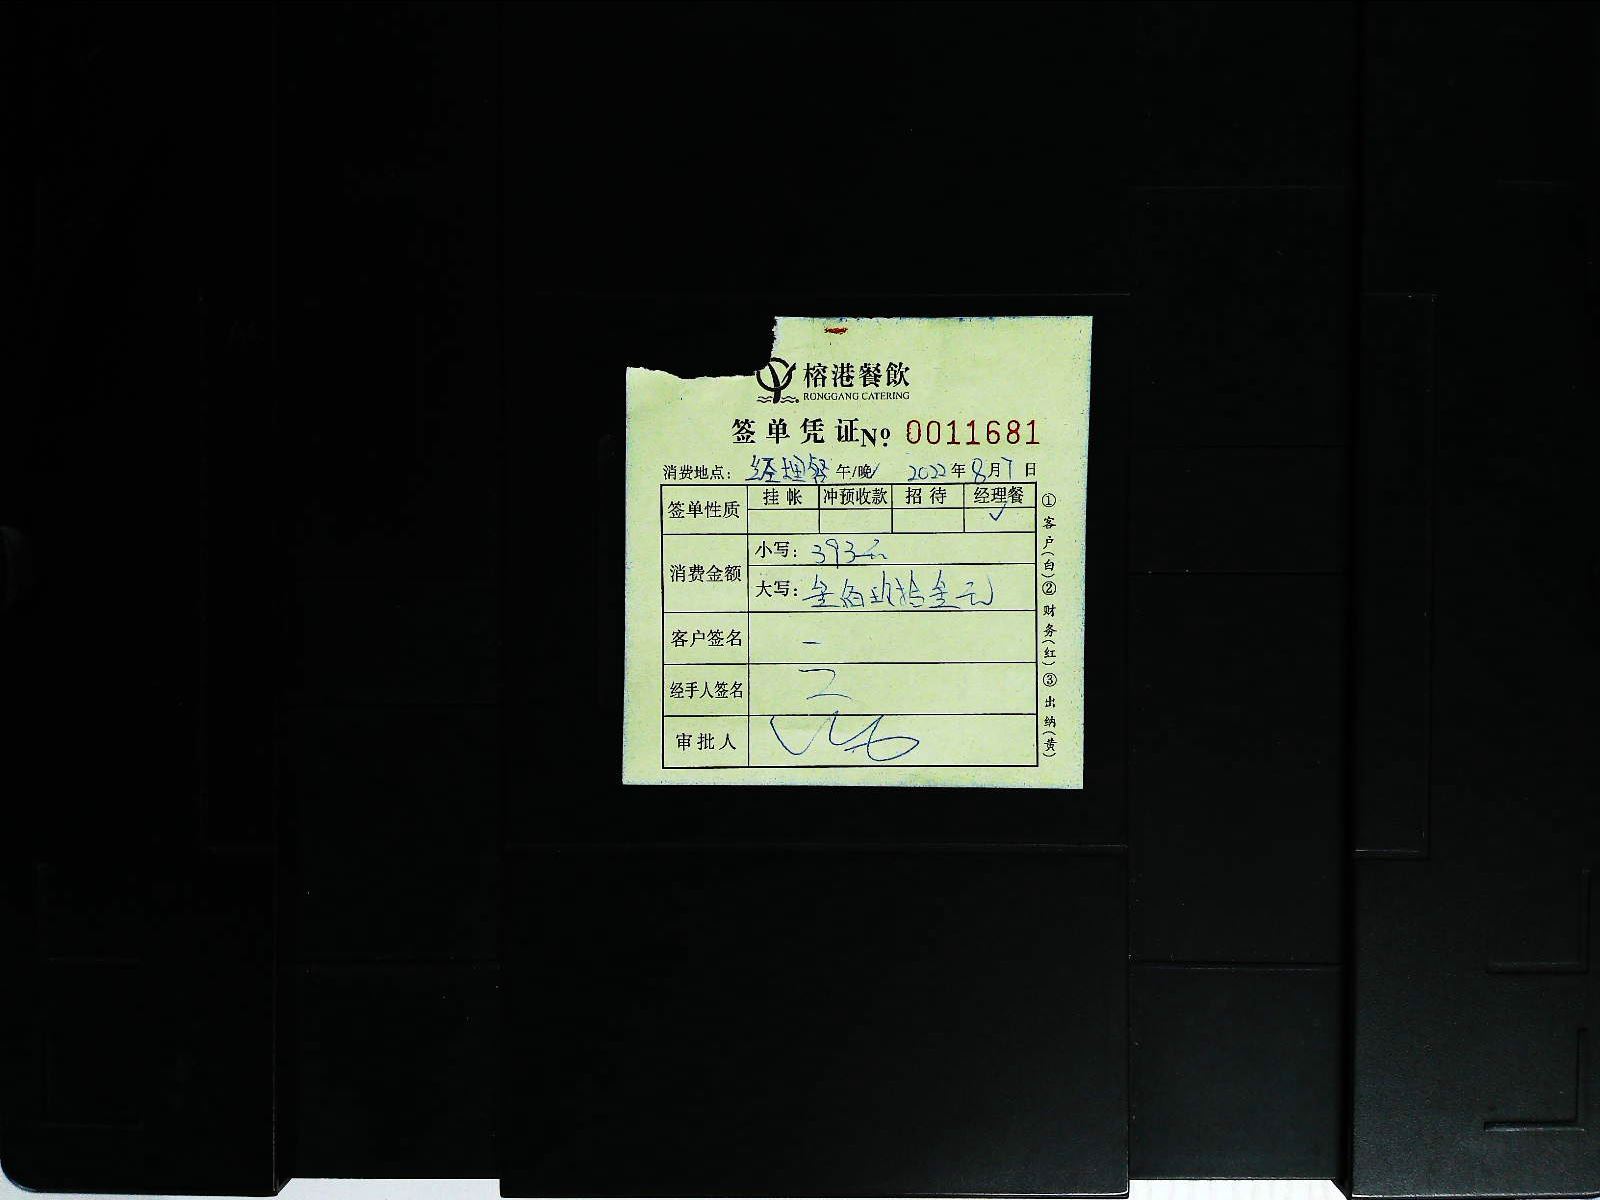 榕港餐飲
RONGGANG CATERING
签单凭证 № 0011681
消费地点: 经理餐 午/晚 2022年8月7日
签单性质 挂帐 冲预收款 招待 经理餐
✓
消费金额 小写: 393元
大写: 叁佰玖拾叁元
客户签名
经手人签名
审批人
①客户(白)②财务(红)③出纳(黄)